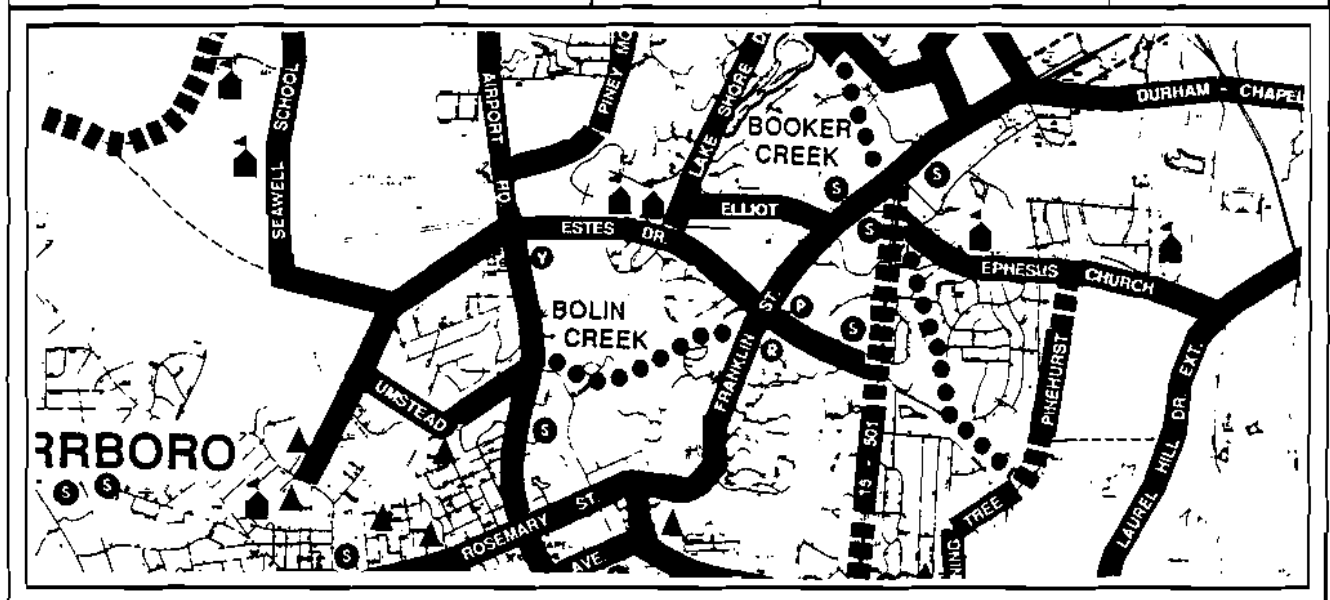 SEAWELL SCHOOL
AIRPORT RD
PINEY MO
LAKE SHORE D
BOOKER
CREEK
DURHAM - CHAPEL
S
S
ELLIOT
ESTES DR.
S
Y
EPHESUS CHURCH
BOLIN
CREEK
ST.
P
S
R
FRANKLIN
PINEHURST
UMSTEAD
S
RRBORO
S
S
15 - 501
LAUREL HILL DR. EXT.
ROSEMARY ST.
TREE
NING
S
AVE.